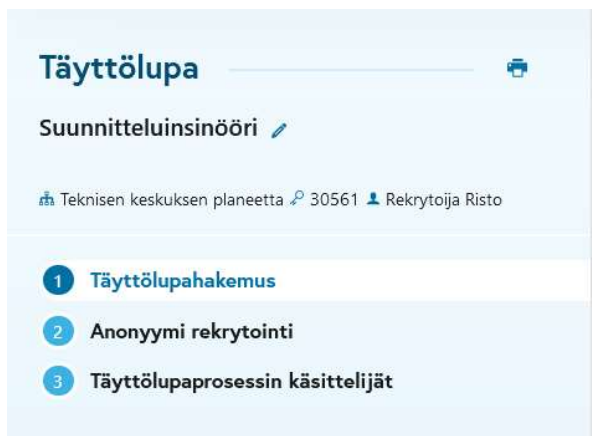 Täyttölupa
Suunnitteluinsinööri
Teknisen keskuksen planeetta 30561 Rekrytoija Risto
1 Täyttölupahakemus
2 Anonyymi rekrytointi
3 Täyttölupaprosessin käsittelijät